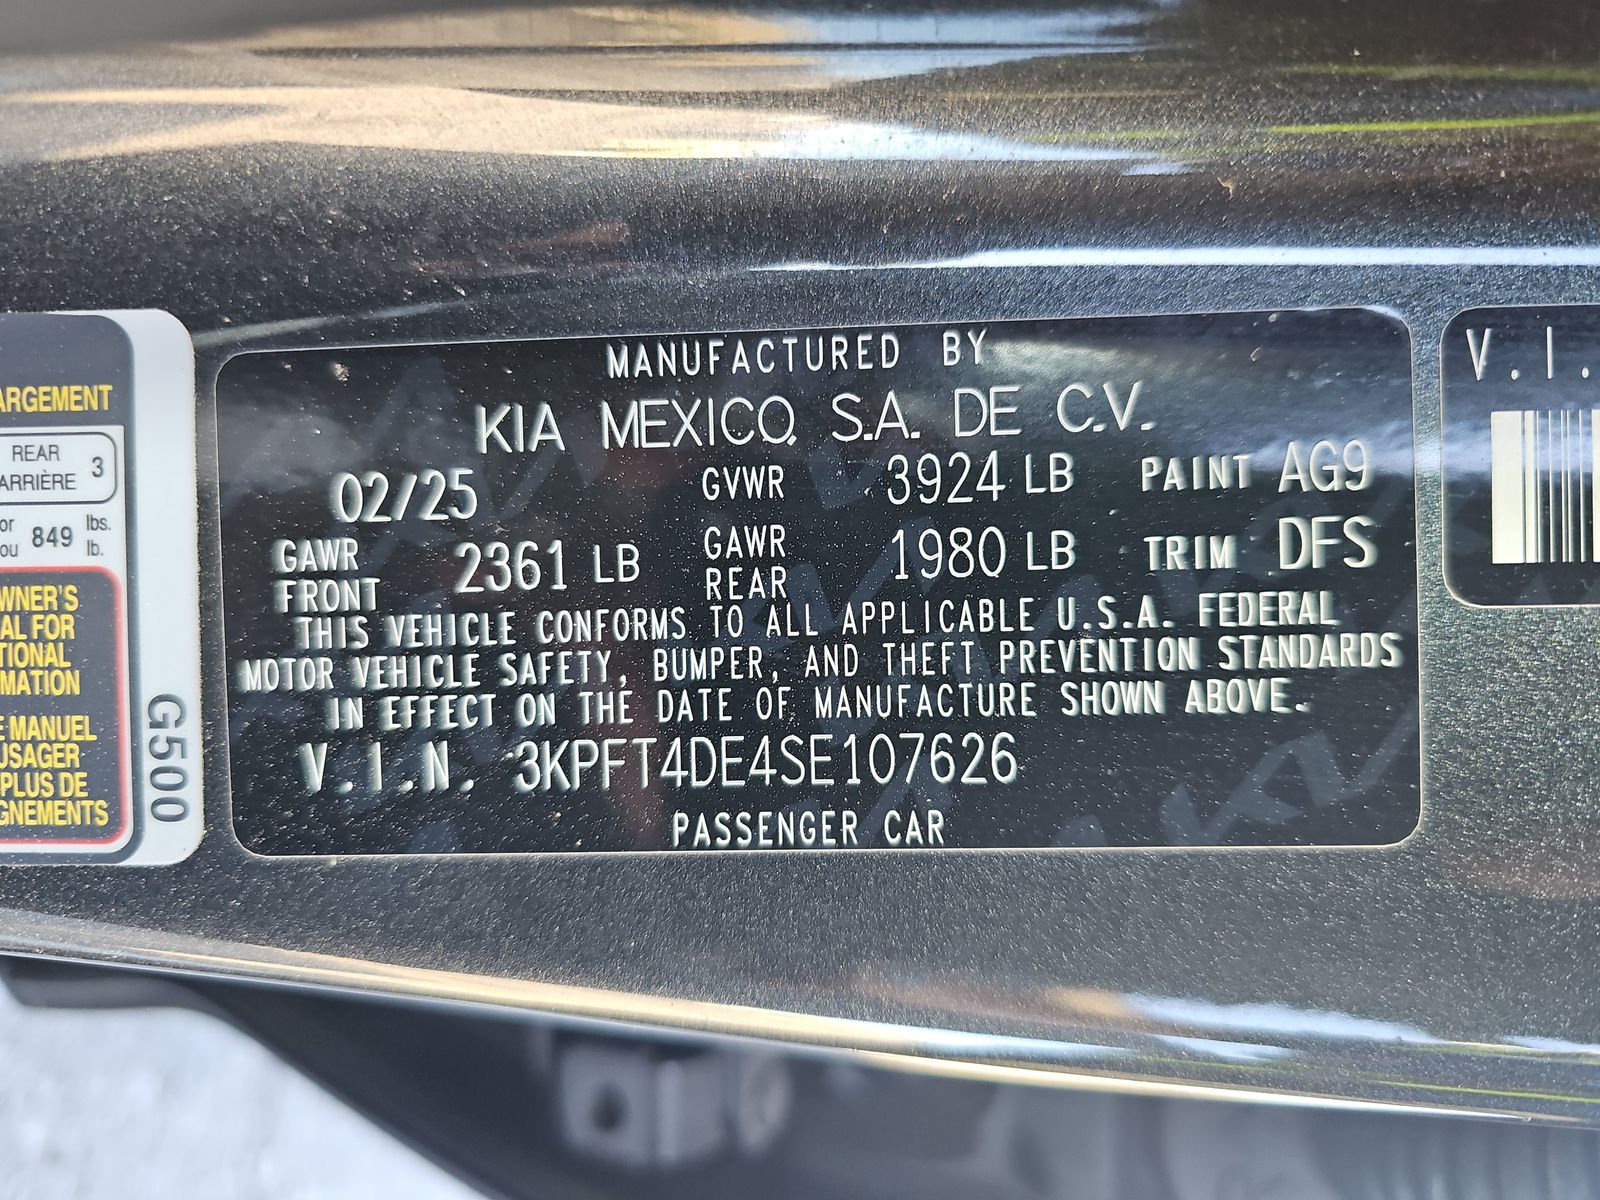 ARGEMENT
REAR
ARRIÈRE 3
or
ou 849 lbs.
lb.
WNER'S
AL FOR
TIONAL
MATION
E MANUEL
USAGER
PLUS DE
GNEMENTS
G500
MANUFACTURED BY
KIA MEXICO, S.A. DE C.V.
02/25 GVWR 3924 LB PAINT AG9
GAWR FRONT 2361 LB GAWR REAR 1980 LB TRIM DFS
THIS VEHICLE CONFORMS TO ALL APPLICABLE U.S.A. FEDERAL
MOTOR VEHICLE SAFETY, BUMPER, AND THEFT PREVENTION STANDARDS
IN EFFECT ON THE DATE OF MANUFACTURE SHOWN ABOVE.
V.I.N. 3KPFT4DE4SE107626
PASSENGER CAR
V.I.